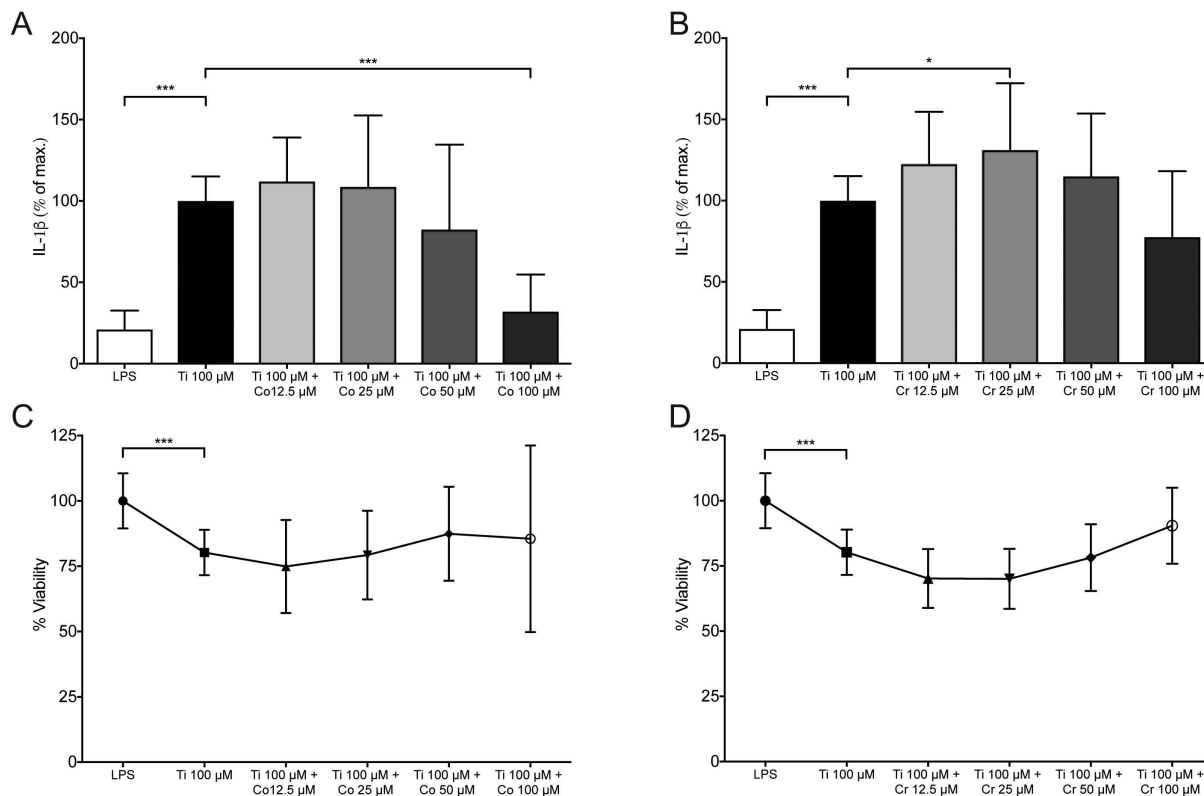 A
IL-1β (% of max.)
200
150
100
50
0
***
***
LPS
Ti 100 μM
Ti 100 μM +
Co12.5 μM
Ti 100 μM +
Co 25 μM
Ti 100 μM +
Co 50 μM
Ti 100 μM +
Co 100 μM
B
IL-1β (% of max.)
200
150
100
50
0
***
*
LPS
Ti 100 μM
Ti 100 μM +
Cr 12.5 μM
Ti 100 μM +
Cr 25 μM
Ti 100 μM +
Cr 50 μM
Ti 100 μM +
Cr 100 μM
C
% Viability
125
100
75
50
25
0
***
LPS
Ti 100 μM
Ti 100 μM +
Co12.5 μM
Ti 100 μM +
Co 25 μM
Ti 100 μM +
Co 50 μM
Ti 100 μM +
Co 100 μM
D
% Viability
125
100
75
50
25
0
***
LPS
Ti 100 μM
Ti 100 μM +
Cr 12.5 μM
Ti 100 μM +
Cr 25 μM
Ti 100 μM +
Cr 50 μM
Ti 100 μM +
Cr 100 μM